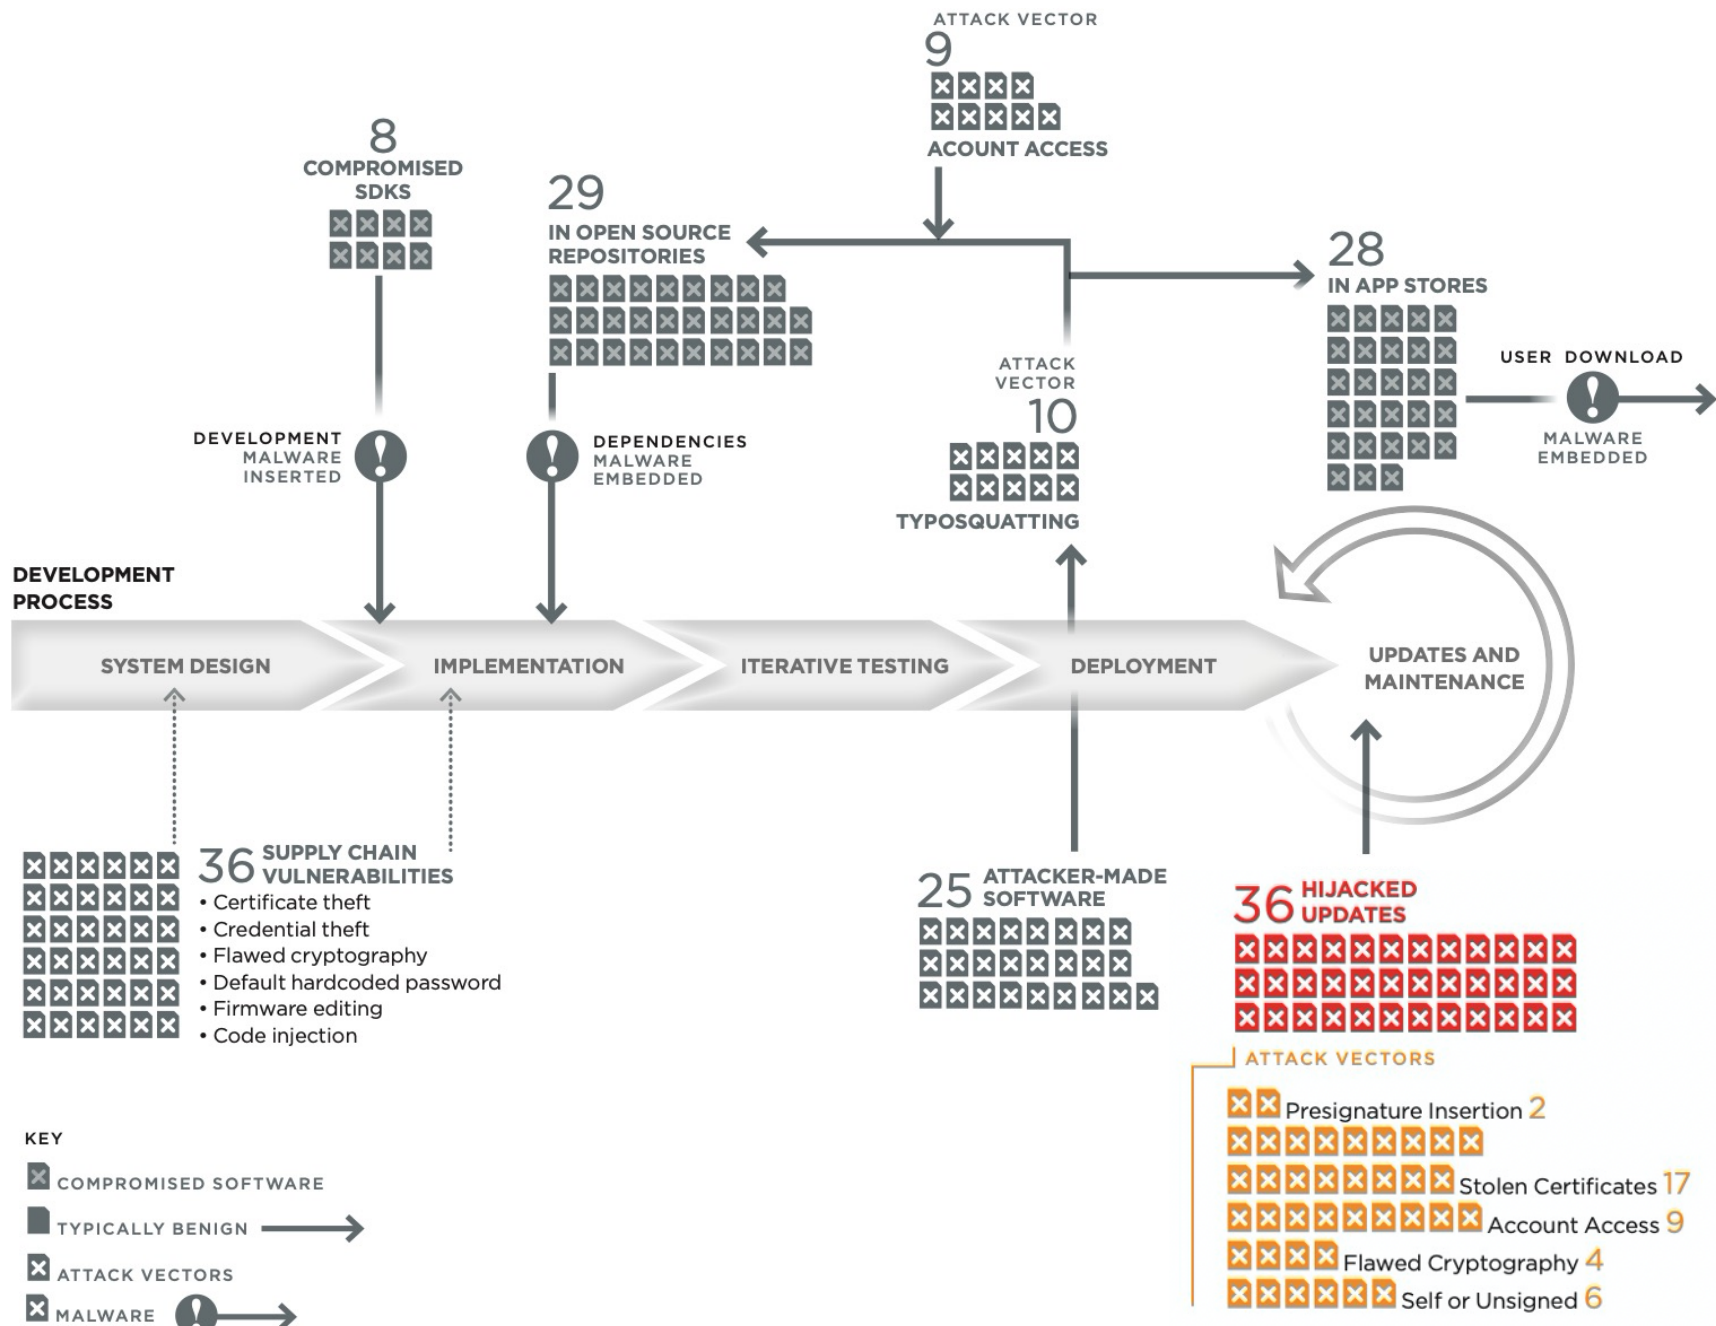 ATTACK VECTOR
9
ACOUNT ACCESS
8
COMPROMISED
SDKS
29
IN OPEN SOURCE
REPOSITORIES
28
IN APP STORES
ATTACK
VECTOR
10
TYPOSQUATTING
USER DOWNLOAD
MALWARE
EMBEDDED
DEVELOPMENT
MALWARE
INSERTED
DEPENDENCIES
MALWARE
EMBEDDED
DEVELOPMENT
PROCESS
SYSTEM DESIGN
IMPLEMENTATION
ITERATIVE TESTING
DEPLOYMENT
UPDATES AND
MAINTENANCE
36 SUPPLY CHAIN
VULNERABILITIES
• Certificate theft
• Credential theft
• Flawed cryptography
• Default hardcoded password
• Firmware editing
• Code injection
25 ATTACKER-MADE
SOFTWARE
36 HIJACKED
UPDATES
ATTACK VECTORS
Presignature Insertion 2
Stolen Certificates 17
Account Access 9
Flawed Cryptography 4
Self or Unsigned 6
KEY
COMPROMISED SOFTWARE
TYPICALLY BENIGN
ATTACK VECTORS
MALWARE